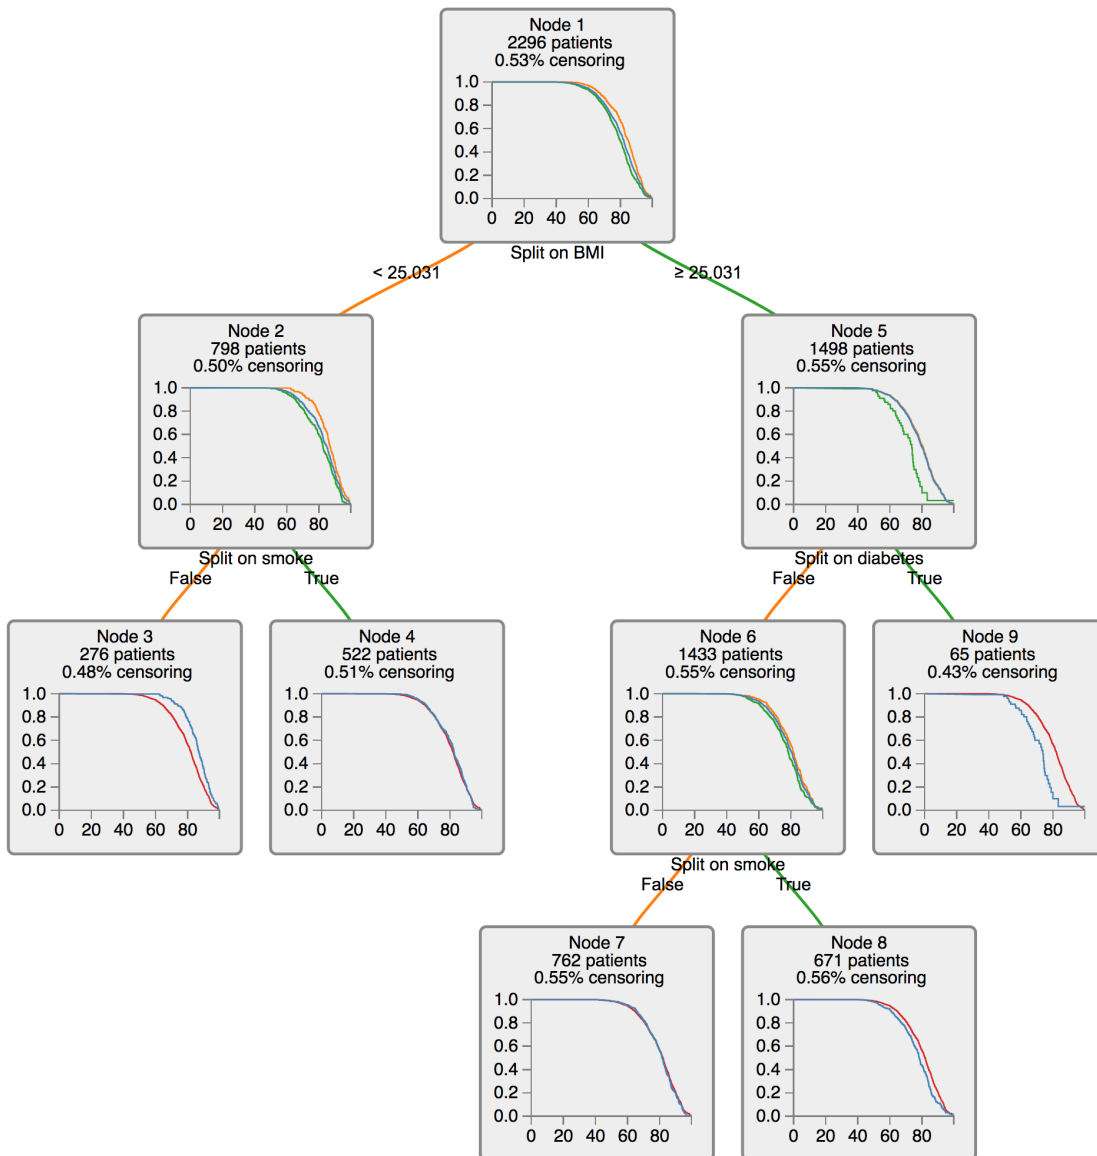 Node 1
2296 patients
0.53% censoring
1.0
0.8
0.6
0.4
0.2
0.0
0 20 40 60 80
Split on BMI
< 25.031
≥ 25.031
Node 2
798 patients
0.50% censoring
1.0
0.8
0.6
0.4
0.2
0.0
0 20 40 60 80
Split on smoke
False
True
Node 5
1498 patients
0.55% censoring
1.0
0.8
0.6
0.4
0.2
0.0
0 20 40 60 80
Split on diabetes
False
True
Node 3
276 patients
0.48% censoring
1.0
0.8
0.6
0.4
0.2
0.0
0 20 40 60 80
Node 4
522 patients
0.51% censoring
1.0
0.8
0.6
0.4
0.2
0.0
0 20 40 60 80
Node 6
1433 patients
0.55% censoring
1.0
0.8
0.6
0.4
0.2
0.0
0 20 40 60 80
Split on smoke
False
True
Node 9
65 patients
0.43% censoring
1.0
0.8
0.6
0.4
0.2
0.0
0 20 40 60 80
Node 7
762 patients
0.55% censoring
1.0
0.8
0.6
0.4
0.2
0.0
0 20 40 60 80
Node 8
671 patients
0.56% censoring
1.0
0.8
0.6
0.4
0.2
0.0
0 20 40 60 80